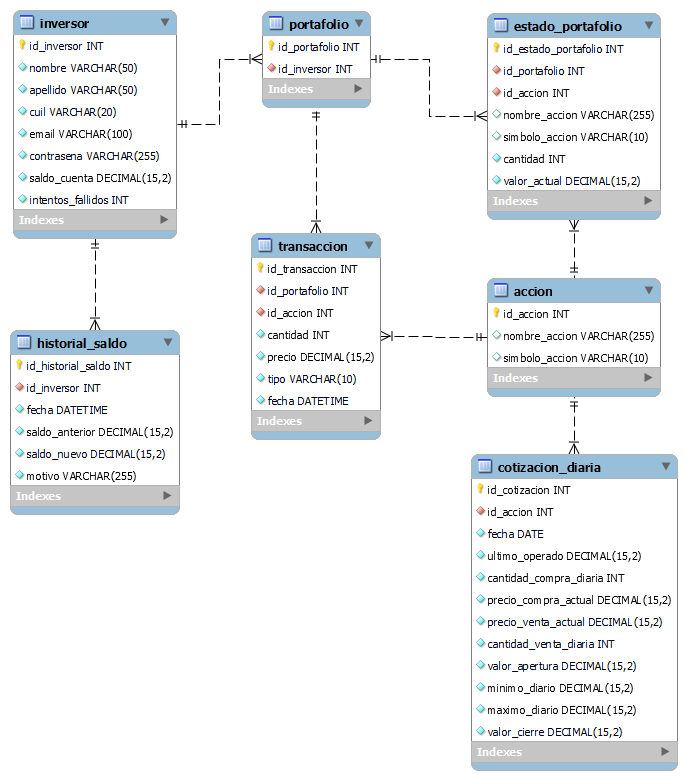 inversor
id_inversor INT
nombre VARCHAR(50)
apellido VARCHAR(50)
cuil VARCHAR(20)
email VARCHAR(100)
contrasena VARCHAR(255)
saldo_cuenta DECIMAL(15,2)
intentos_fallidos INT
Indexes
portafolio
id_portafolio INT
id_inversor INT
Indexes
estado_portafolio
id_estado_portafolio INT
id_portafolio INT
id_accion INT
nombre_accion VARCHAR(255)
simbolo_accion VARCHAR(10)
cantidad INT
valor_actual DECIMAL(15,2)
Indexes
transaccion
id_transaccion INT
id_portafolio INT
id_accion INT
cantidad INT
precio DECIMAL(15,2)
tipo VARCHAR(10)
fecha DATETIME
Indexes
accion
id_accion INT
nombre_accion VARCHAR(255)
simbolo_accion VARCHAR(10)
Indexes
historial_saldo
id_historial_saldo INT
id_inversor INT
fecha DATETIME
saldo_anterior DECIMAL(15,2)
saldo_nuevo DECIMAL(15,2)
motivo VARCHAR(255)
Indexes
cotizacion_diaria
id_cotizacion INT
id_accion INT
fecha DATE
ultimo_operado DECIMAL(15,2)
cantidad_compra_diaria INT
precio_compra_actual DECIMAL(15,2)
precio_venta_actual DECIMAL(15,2)
cantidad_venta_diaria INT
valor_apertura DECIMAL(15,2)
minimo_diario DECIMAL(15,2)
maximo_diario DECIMAL(15,2)
valor_cierre DECIMAL(15,2)
Indexes